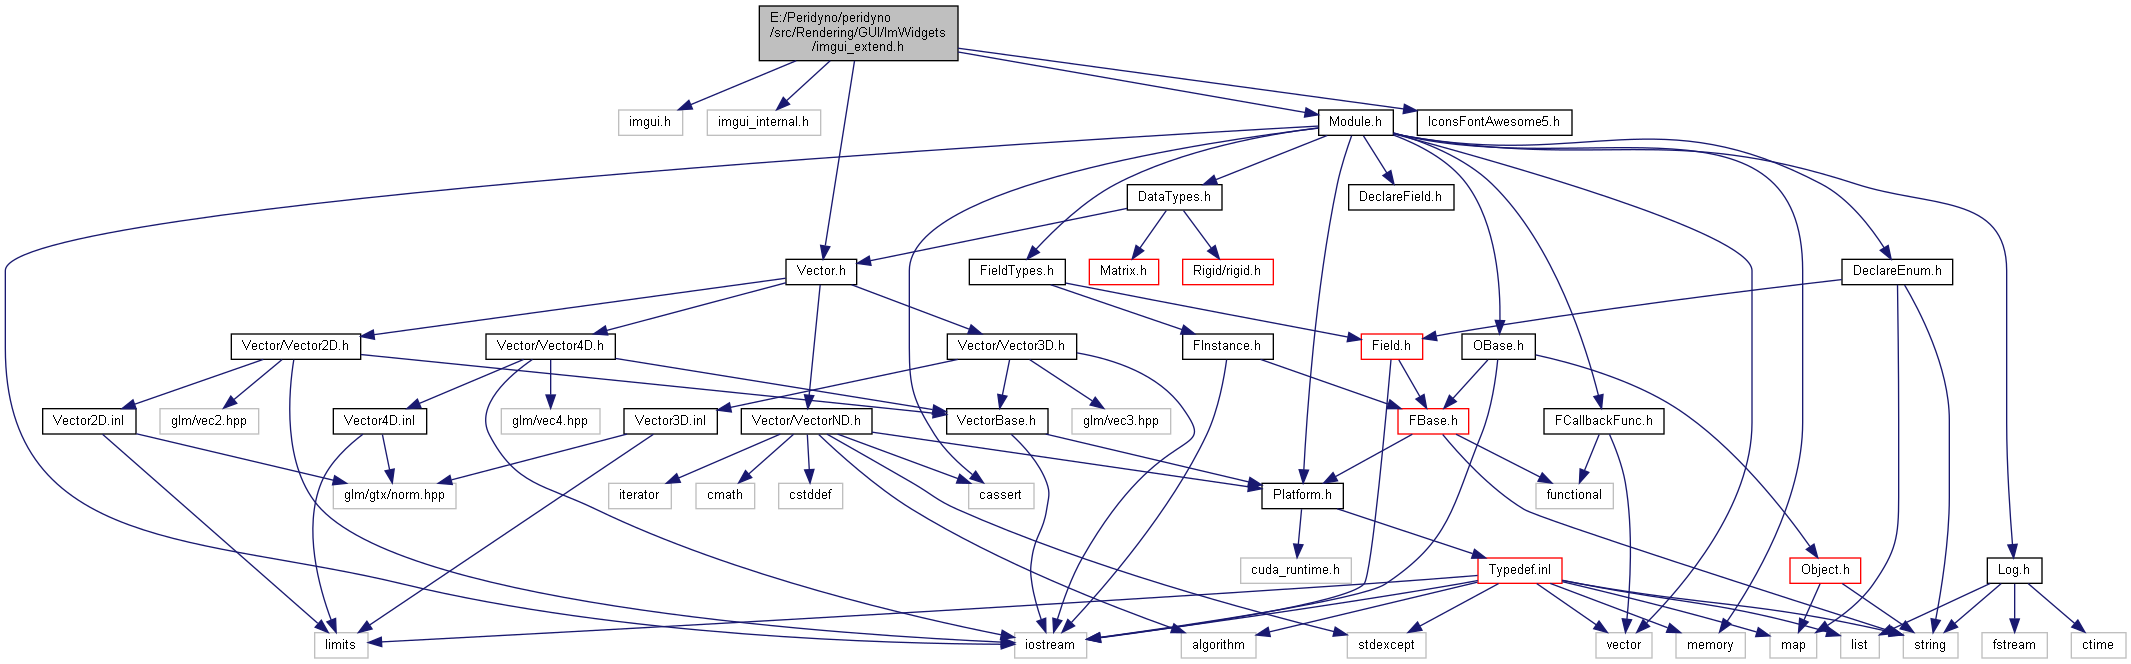 E:/Peridyno/peridyno
/src/Rendering/GUI/ImWidgets
/imgui_extend.h
imgui.h
imgui_internal.h
Module.h
IconsFontAwesome5.h
DataTypes.h
DeclareField.h
Vector.h
FieldTypes.h
Matrix.h
Rigid/rigid.h
DeclareEnum.h
Vector/Vector2D.h
Vector/Vector4D.h
Vector/Vector3D.h
FInstance.h
Field.h
OBase.h
Vector2D.inl
glm/vec2.hpp
Vector4D.inl
glm/vec4.hpp
Vector3D.inl
Vector/VectorND.h
VectorBase.h
glm/vec3.hpp
FBase.h
FCallbackFunc.h
glm/gtx/norm.hpp
iterator
cmath
cstddef
cassert
Platform.h
functional
cuda_runtime.h
Typedef.inl
Object.h
Log.h
limits
iostream
algorithm
stdexcept
vector
memory
map
list
string
fstream
ctime